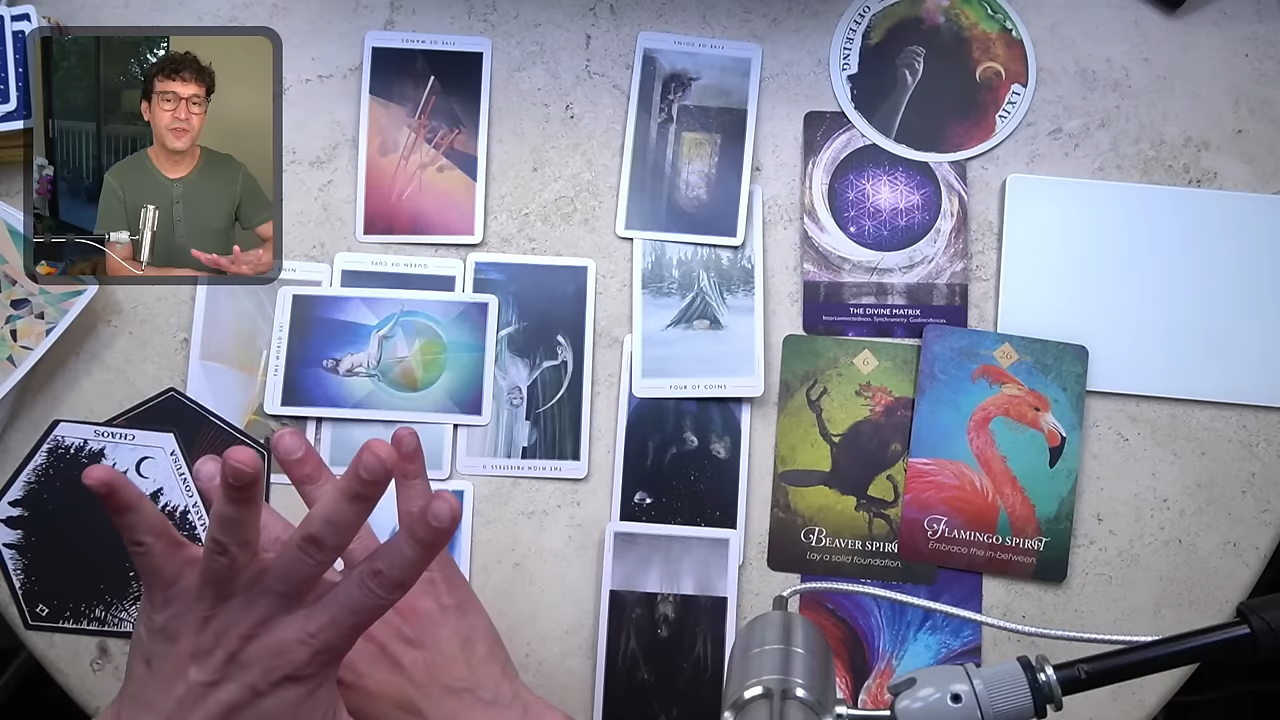 FIVE OF WANDS
FIVE OF COINS
OFFERING
LXIV
THE DIVINE MATRIX
Interconnectedness. Synchronicity. Godincidences.
QUEEN OF CUPS
THE WORLD XXI
THE HIGH PRIESTESS II
FOUR OF COINS
6
BEAVER SPIRIT
Lay a solid foundation.
26
FLAMINGO SPIRIT
Embrace the in-between.
CHAOS
MASA CONFUSA